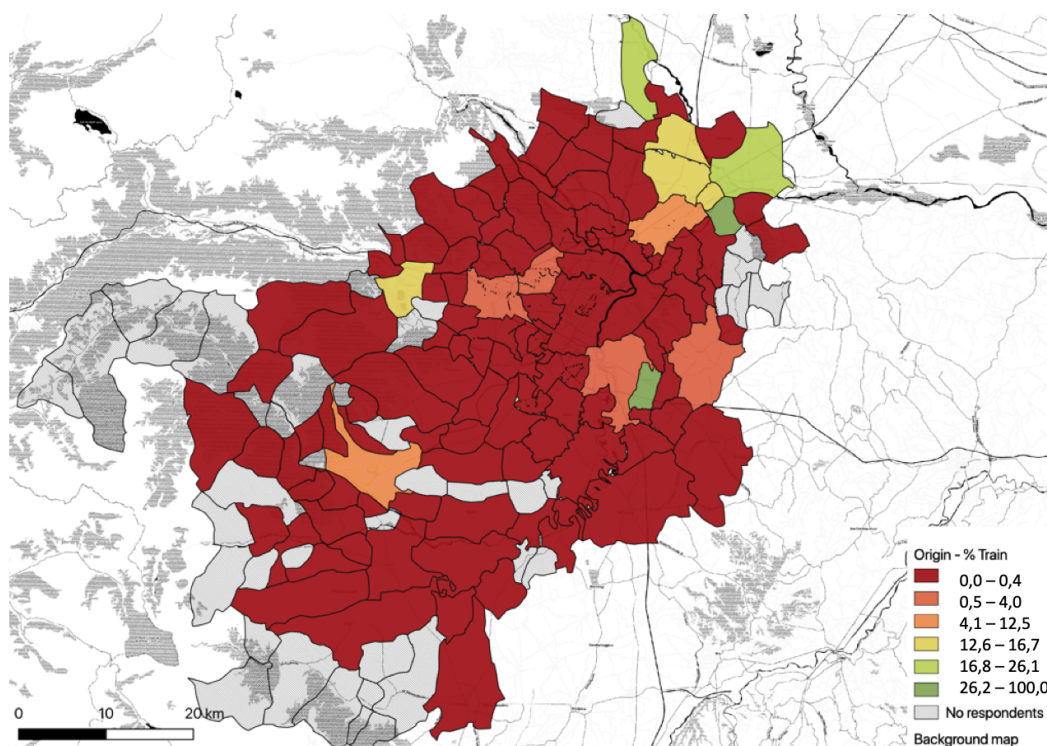 Origin - % Train
0,0 – 0,4
0,5 – 4,0
4,1 – 12,5
12,6 – 16,7
16,8 – 26,1
26,2 – 100,0
No respondents
Background map
0 10 20 km